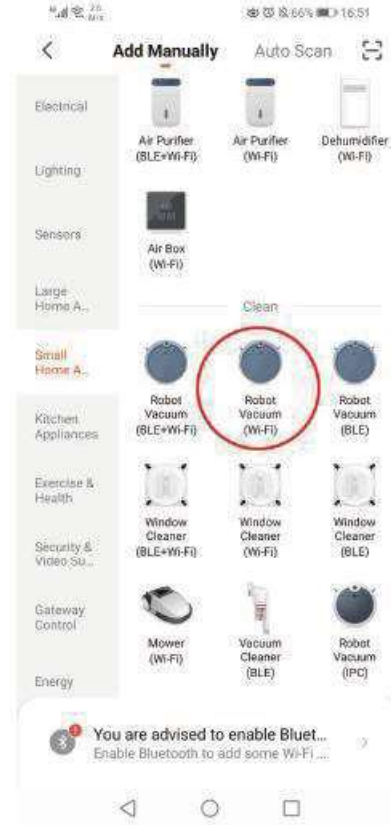 66% 16:51
Add Manually Auto Scan
Electrical
Lighting
Sensors
Large
Home A...
Small
Home A...
Kitchen
Appliances
Exercise &
Health
Security &
Video Su...
Gateway
Control
Energy
Air Purifier
(BLE+Wi-Fi)
Air Purifier
(Wi-Fi)
Dehumidifier
(Wi-Fi)
Air Box
(Wi-Fi)
Clean
Robot
Vacuum
(BLE+Wi-Fi)
Robot
Vacuum
(Wi-Fi)
Robot
Vacuum
(BLE)
Window
Cleaner
(BLE+Wi-Fi)
Window
Cleaner
(Wi-Fi)
Window
Cleaner
(BLE)
Mower
(Wi-Fi)
Vacuum
Cleaner
(BLE)
Robot
Vacuum
(IPC)
You are advised to enable Bluet...
Enable Bluetooth to add some Wi-Fi ...